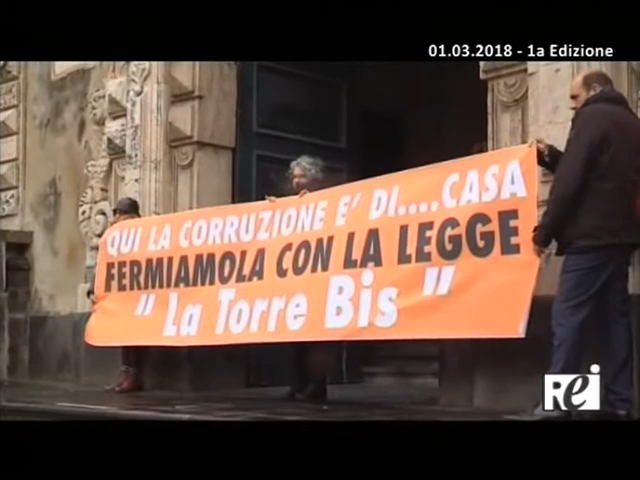 01.03.2018 - 1a Edizione
QUI LA CORRUZIONE E' DI....CASA
FERMIAMOLA CON LA LEGGE
" La Torre Bis "
REi